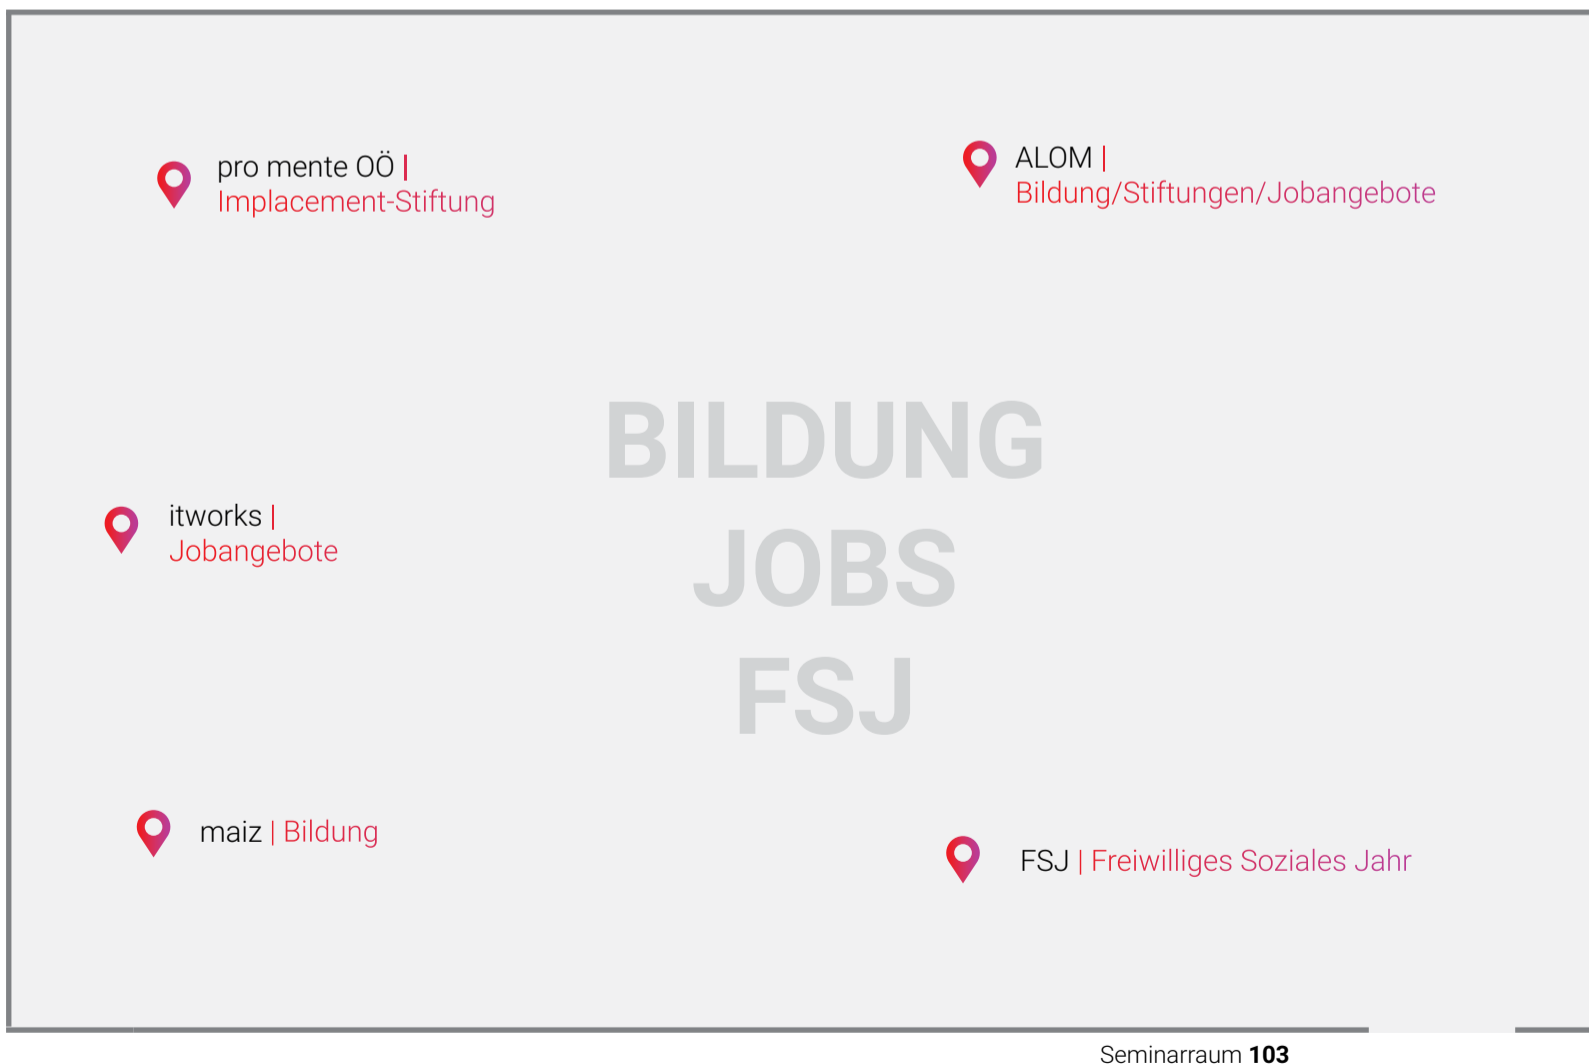 pro mente OÖ |
Implacement-Stiftung
ALOM |
Bildung/Stiftungen/Jobangebote
BILDUNG
JOBS
FSJ
itworks |
Jobangebote
maiz | Bildung
FSJ | Freiwilliges Soziales Jahr
Seminarraum 103